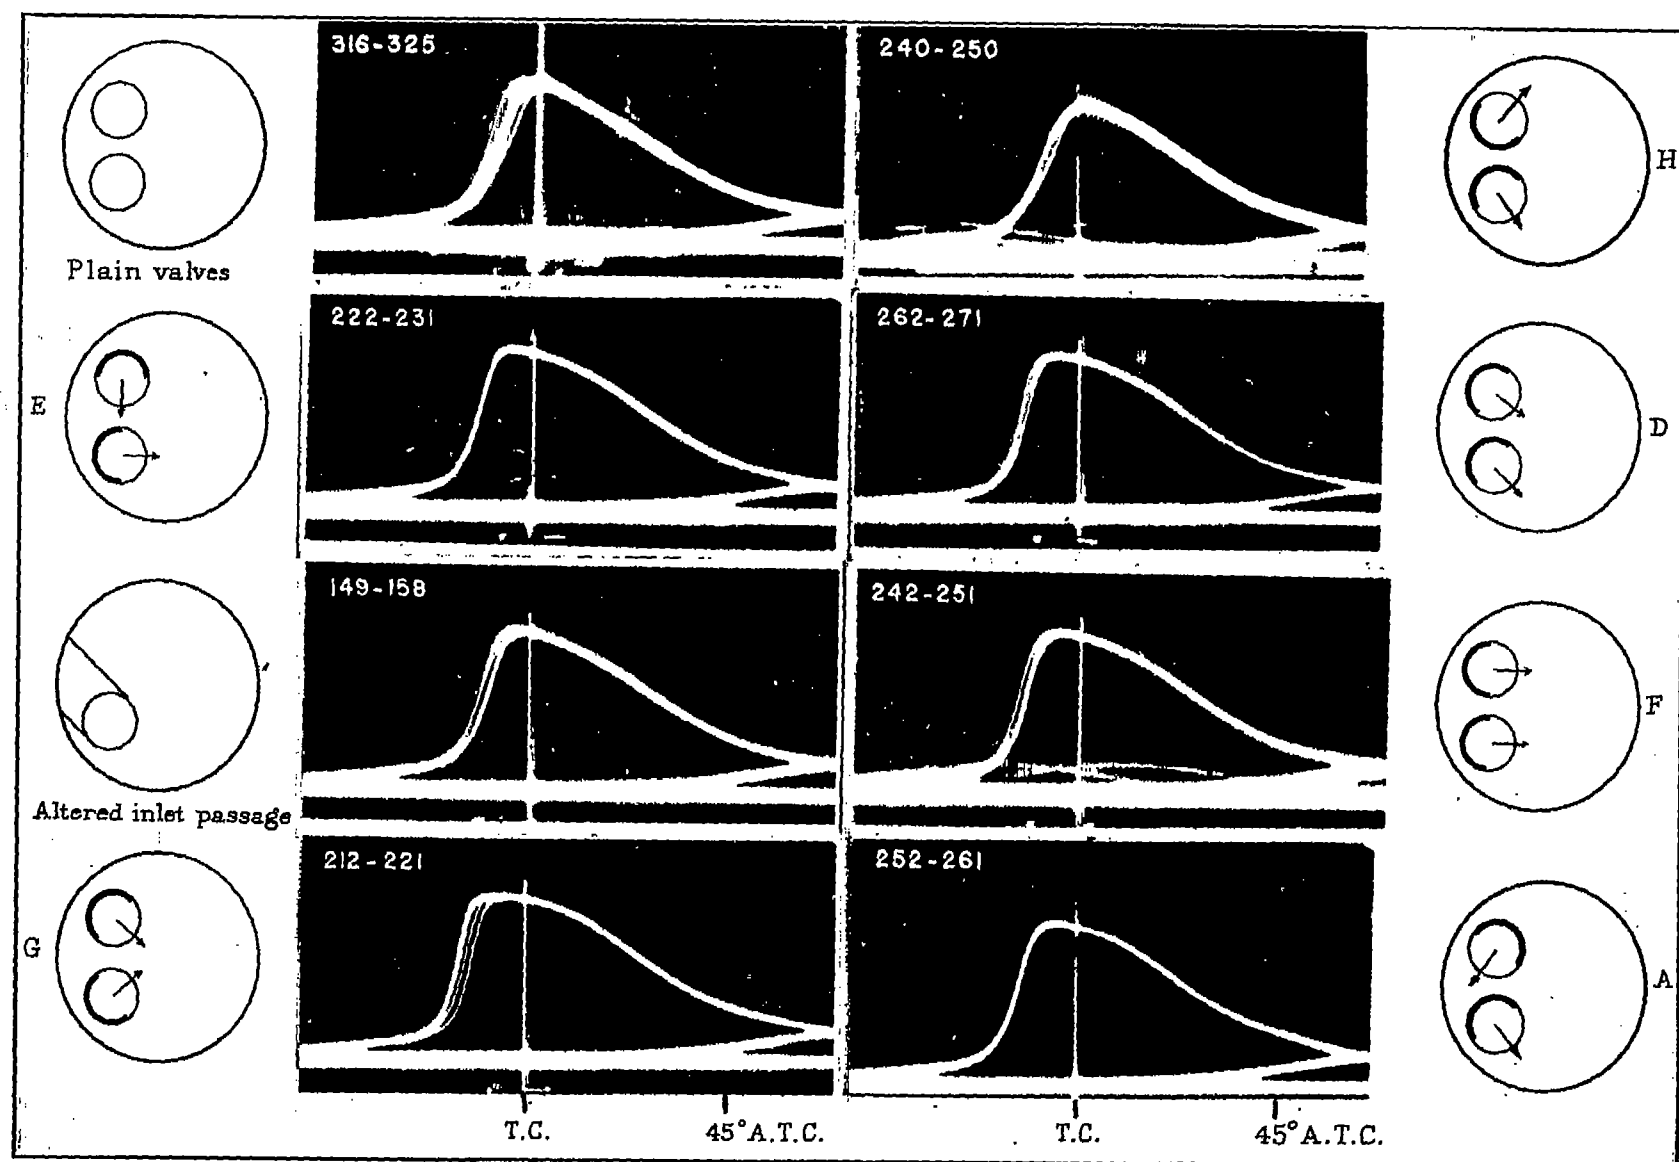 316-325
240-250
H
Plain valves
222-231
262-271
E
D
149-158
242-251
F
Altered inlet passage
212-221
252-261
G
A
T.C. 45°A.T.C. T.C. 45°A.T.C.